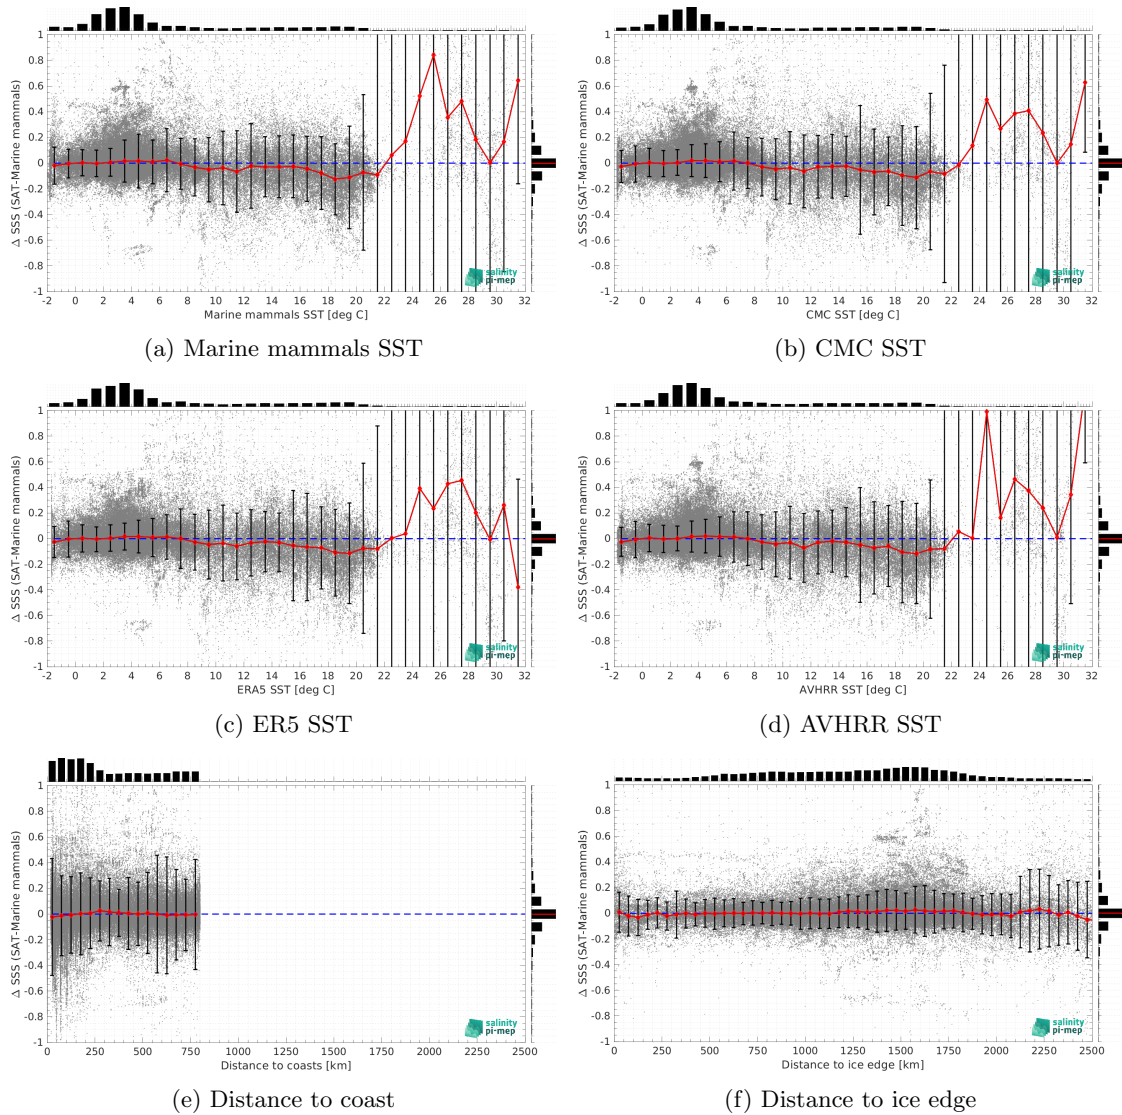 1
0.8
0.6
0.4
0.2
0
-0.2
-0.4
-0.6
-0.8
-1
Δ SSS (SAT-Marine mammals)
salinity
pi-mep
-2 0 2 4 6 8 10 12 14 16 18 20 22 24 26 28 30 32
Marine mammals SST [deg C]
(a) Marine mammals SST
1
0.8
0.6
0.4
0.2
0
-0.2
-0.4
-0.6
-0.8
-1
Δ SSS (SAT-Marine mammals)
salinity
pi-mep
-2 0 2 4 6 8 10 12 14 16 18 20 22 24 26 28 30 32
CMC SST [deg C]
(b) CMC SST
1
0.8
0.6
0.4
0.2
0
-0.2
-0.4
-0.6
-0.8
-1
Δ SSS (SAT-Marine mammals)
salinity
pi-mep
-2 0 2 4 6 8 10 12 14 16 18 20 22 24 26 28 30 32
ERA5 SST [deg C]
(c) ER5 SST
1
0.8
0.6
0.4
0.2
0
-0.2
-0.4
-0.6
-0.8
-1
Δ SSS (SAT-Marine mammals)
salinity
pi-mep
-2 0 2 4 6 8 10 12 14 16 18 20 22 24 26 28 30 32
AVHRR SST [deg C]
(d) AVHRR SST
1
0.8
0.6
0.4
0.2
0
-0.2
-0.4
-0.6
-0.8
-1
Δ SSS (SAT-Marine mammals)
salinity
pi-mep
0 250 500 750 1000 1250 1500 1750 2000 2250 2500
Distance to coasts [km]
(e) Distance to coast
1
0.8
0.6
0.4
0.2
0
-0.2
-0.4
-0.6
-0.8
-1
Δ SSS (SAT-Marine mammals)
salinity
pi-mep
0 250 500 750 1000 1250 1500 1750 2000 2250 2500
Distance to ice edge [km]
(f) Distance to ice edge